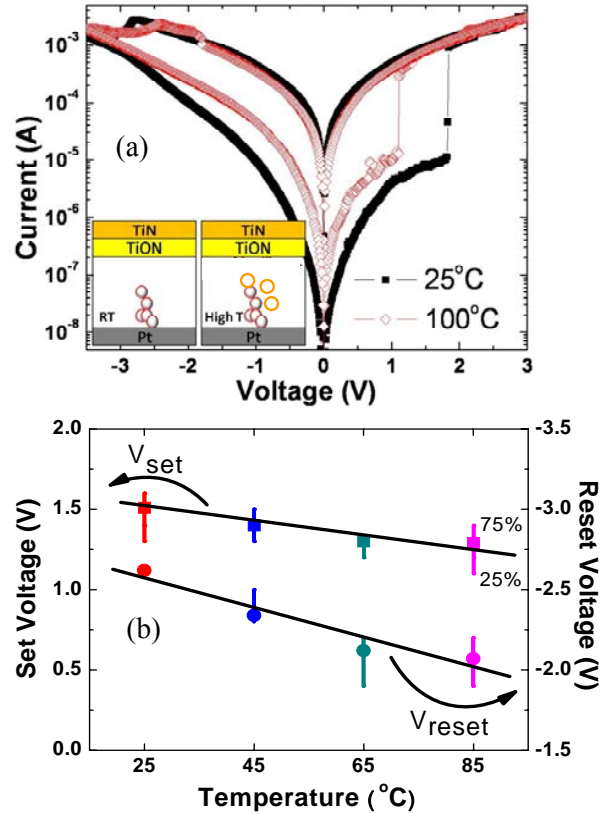 10⁻³
10⁻⁴
10⁻⁵
10⁻⁶
10⁻⁷
10⁻⁸
Current (A)
(a)
TiN
TiON
RT
Pt
TiN
TiON
High T
Pt
25°C
100°C
-3 -2 -1 0 1 2 3
Voltage (V)
2.0
1.5
1.0
0.5
0.0
Set Voltage (V)
V_set
75%
25%
(b)
V_reset
-3.5
-3.0
-2.5
-2.0
-1.5
Reset Voltage (V)
25 45 65 85
Temperature (°C)